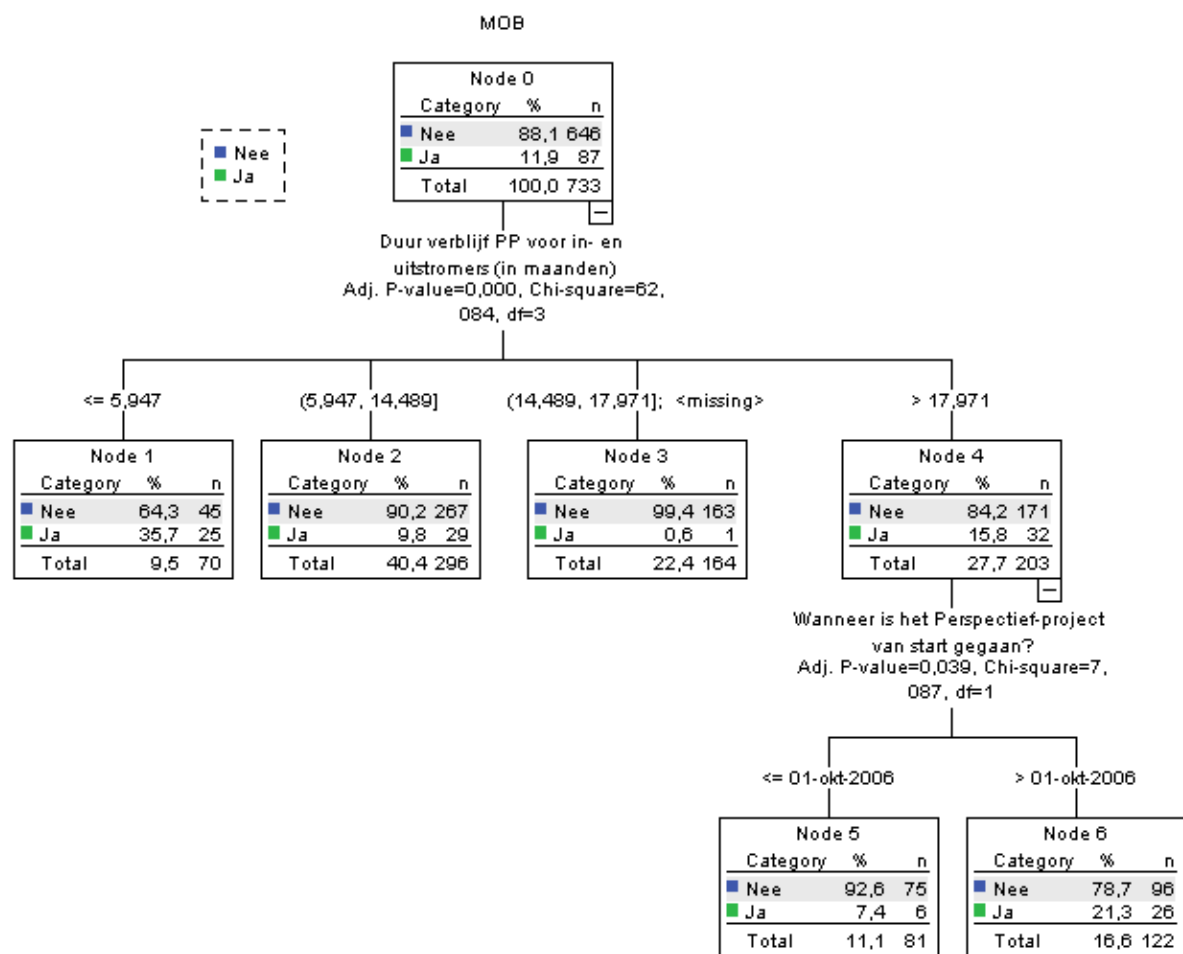 MOB
Nee
Ja
Node 0
Category % n
Nee 88,1 646
Ja 11,9 87
Total 100,0 733
Duur verblijf PP voor in- en
uitstromers (in maanden)
Adj. P-value=0,000, Chi-square=62,
084, df=3
<= 5,947
(5,947, 14,489]
(14,489, 17,971]; <missing>
> 17,971
Node 1
Category % n
Nee 64,3 45
Ja 35,7 25
Total 9,5 70
Node 2
Category % n
Nee 90,2 267
Ja 9,8 29
Total 40,4 296
Node 3
Category % n
Nee 99,4 163
Ja 0,6 1
Total 22,4 164
Node 4
Category % n
Nee 84,2 171
Ja 15,8 32
Total 27,7 203
Wanneer is het Perspectief-project
van start gegaan?
Adj. P-value=0,039, Chi-square=7,
087, df=1
<= 01-okt-2006
> 01-okt-2006
Node 5
Category % n
Nee 92,6 75
Ja 7,4 6
Total 11,1 81
Node 6
Category % n
Nee 78,7 96
Ja 21,3 26
Total 16,6 122